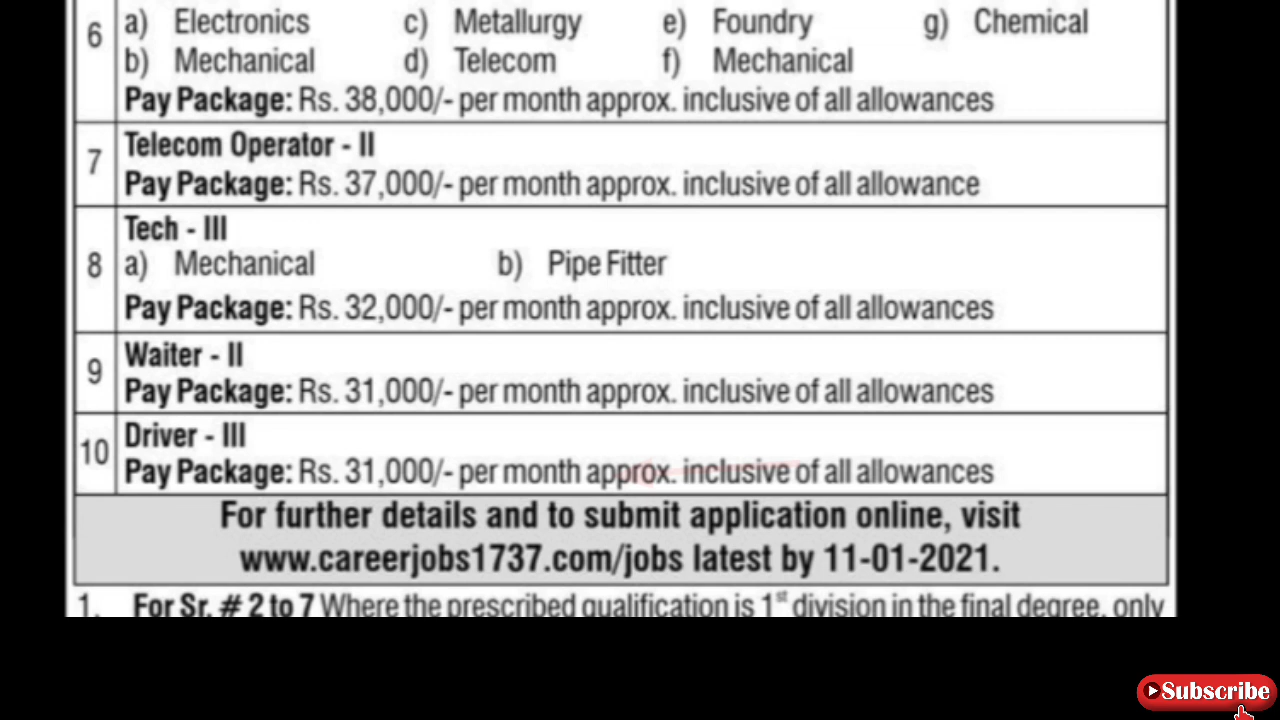 6
a) Electronics c) Metallurgy e) Foundry g) Chemical
b) Mechanical d) Telecom f) Mechanical
Pay Package: Rs. 38,000/- per month approx. inclusive of all allowances
7
Telecom Operator - II
Pay Package: Rs. 37,000/- per month approx. inclusive of all allowance
8
Tech - III
a) Mechanical b) Pipe Fitter
Pay Package: Rs. 32,000/- per month approx. inclusive of all allowances
9
Waiter - II
Pay Package: Rs. 31,000/- per month approx. inclusive of all allowances
10
Driver - III
Pay Package: Rs. 31,000/- per month approx. inclusive of all allowances
For further details and to submit application online, visit
www.careerjobs1737.com/jobs latest by 11-01-2021.
1. For Sr. # 2 to 7 Where the prescribed qualification is 1st division in the final degree, only
Subscribe